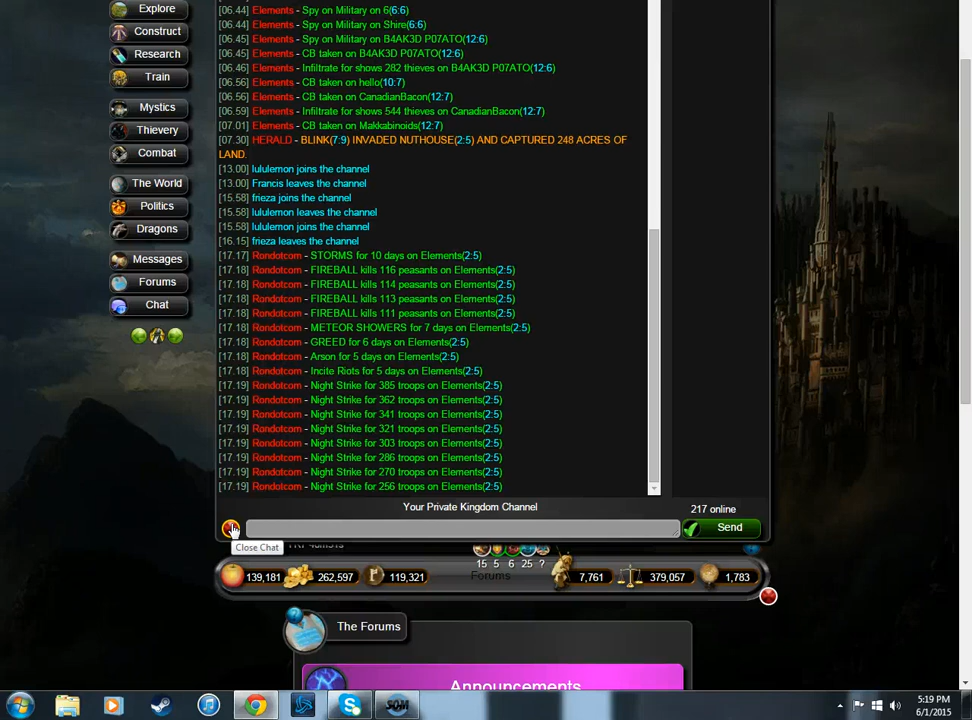 Explore
Construct
Research
Train
Mystics
Thievery
Combat
The World
Politics
Dragons
Messages
Forums
Chat
[06.44] Elements - Spy on Military on 6(6:6)
[06.44] Elements - Spy on Military on Shire(6:6)
[06.45] Elements - Spy on Military on B4AK3D P07ATO(12:6)
[06.45] Elements - CB taken on B4AK3D P07ATO(12:6)
[06.46] Elements - Infiltrate for shows 282 thieves on B4AK3D P07ATO(12:6)
[06.56] Elements - CB taken on hello(10:7)
[06.56] Elements - CB taken on CanadianBacon(12:7)
[06.59] Elements - Infiltrate for shows 544 thieves on CanadianBacon(12:7)
[07.01] Elements - CB taken on Makkabinoids(12:7)
[07.30] HERALD - BLINK(7:9) INVADED NUTHOUSE(2:5) AND CAPTURED 248 ACRES OF
LAND.
[13.00] lululemon joins the channel
[13.00] Francis leaves the channel
[15.58] frieza joins the channel
[15.58] lululemon leaves the channel
[15.58] lululemon joins the channel
[16.15] frieza leaves the channel
[17.17] Rondotcom - STORMS for 10 days on Elements(2:5)
[17.18] Rondotcom - FIREBALL kills 116 peasants on Elements(2:5)
[17.18] Rondotcom - FIREBALL kills 114 peasants on Elements(2:5)
[17.18] Rondotcom - FIREBALL kills 113 peasants on Elements(2:5)
[17.18] Rondotcom - FIREBALL kills 111 peasants on Elements(2:5)
[17.18] Rondotcom - METEOR SHOWERS for 7 days on Elements(2:5)
[17.18] Rondotcom - GREED for 6 days on Elements(2:5)
[17.18] Rondotcom - Arson for 5 days on Elements(2:5)
[17.18] Rondotcom - Incite Riots for 5 days on Elements(2:5)
[17.19] Rondotcom - Night Strike for 385 troops on Elements(2:5)
[17.19] Rondotcom - Night Strike for 362 troops on Elements(2:5)
[17.19] Rondotcom - Night Strike for 341 troops on Elements(2:5)
[17.19] Rondotcom - Night Strike for 321 troops on Elements(2:5)
[17.19] Rondotcom - Night Strike for 303 troops on Elements(2:5)
[17.19] Rondotcom - Night Strike for 286 troops on Elements(2:5)
[17.19] Rondotcom - Night Strike for 270 troops on Elements(2:5)
[17.19] Rondotcom - Night Strike for 256 troops on Elements(2:5)
Your Private Kingdom Channel
217 online
Send
Close Chat
15 5 6 25 ?
Forums
139,181 262,597 119,321 7,761 379,057 1,783
The Forums
Announcements
SOM
5:19 PM
6/1/2015